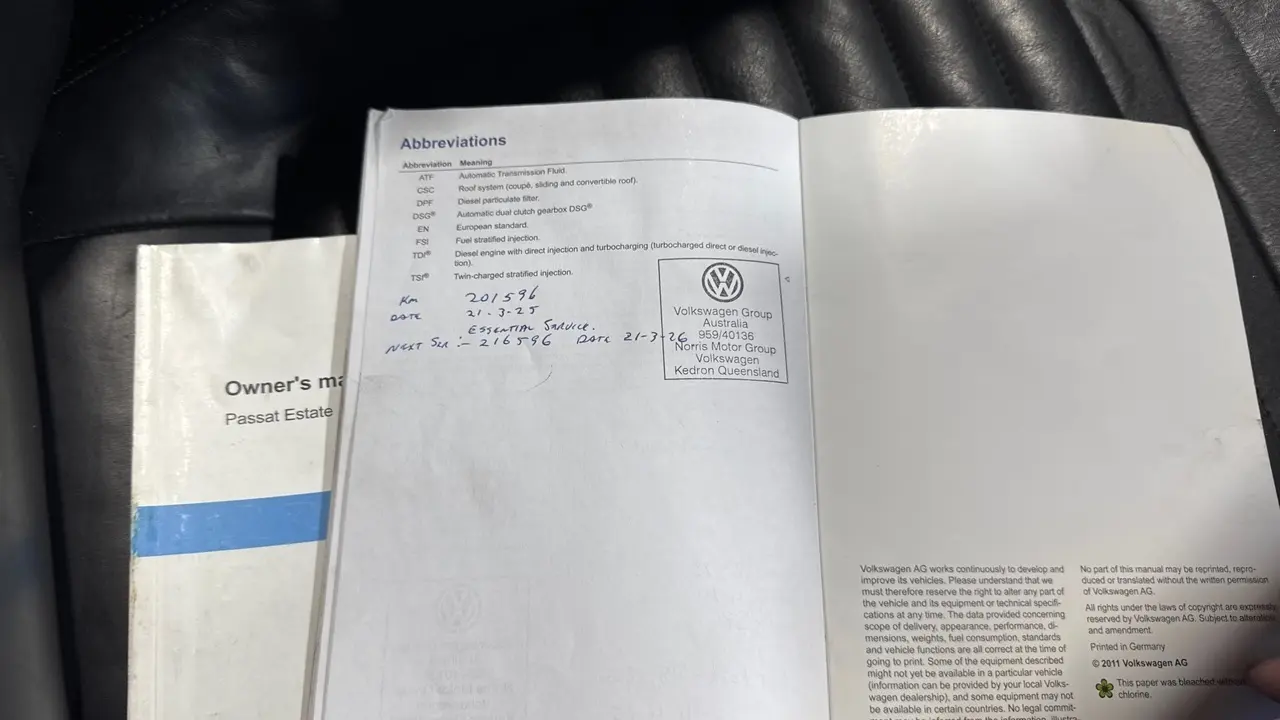 Owner's ma
Passat Estate
Abbreviations
Abbreviation Meaning
ATF Automatic Transmission Fluid.
CSC Roof system (coupé, sliding and convertible roof).
DPF Diesel particulate filter.
DSG® Automatic dual clutch gearbox DSG®
EN European standard.
FSI Fuel stratified injection.
TDI® Diesel engine with direct injection and turbocharging (turbocharged direct or diesel injec-
tion).
TSI® Twin-charged stratified injection.
Km 201596
DATE 21.3-25
ESSENTIAL SERVICE.
NEXT SER :- 216596 DATE 21-3-26
Volkswagen Group
Australia
959/40136
Norris Motor Group
Volkswagen
Kedron Queensland
Volkswagen AG works continuously to develop and
improve its vehicles. Please understand that we
must therefore reserve the right to alter any part of
the vehicle and its equipment or technical specifi-
cations at any time. The data provided concerning
scope of delivery, appearance, performance, di-
mensions, weights, fuel consumption, standards
and vehicle functions are all correct at the time of
going to print. Some of the equipment described
might not yet be available in a particular vehicle
(information can be provided by your local Volks-
wagen dealership), and some equipment may not
be available in certain countries. No legal commit-
No part of this manual may be reprinted, repro-
duced or translated without the written permission
of Volkswagen AG.
All rights under the laws of copyright are expressly
reserved by Volkswagen AG. Subject to alteration
and amendment.
Printed in Germany
© 2011 Volkswagen AG
This paper was bleached without
chlorine.